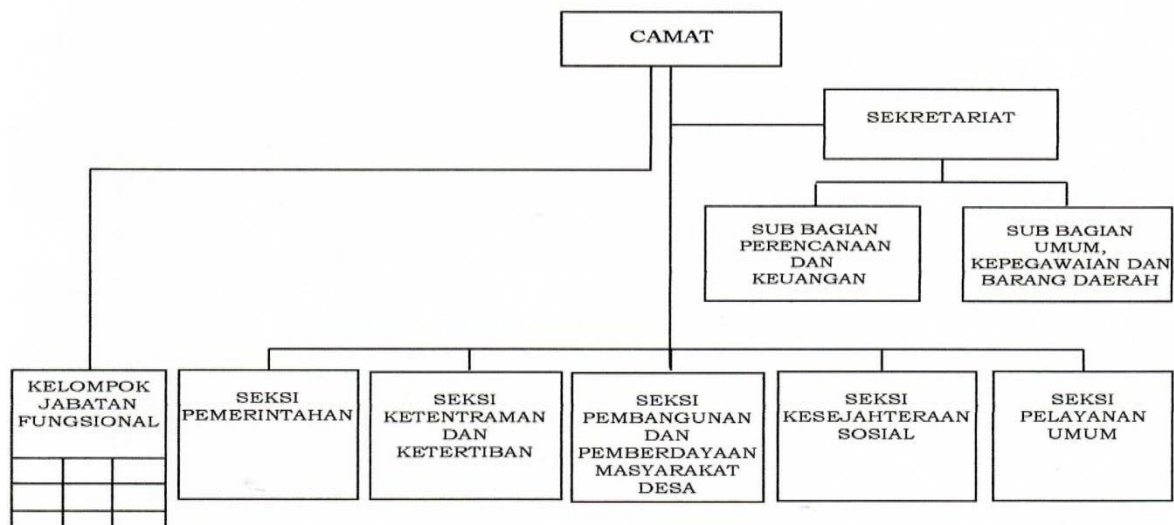 CAMAT
SEKRETARIAT
SUB BAGIAN
PERENCANAAN
DAN
KEUANGAN
SUB BAGIAN
UMUM,
KEPEGAWAIAN DAN
BARANG DAERAH
KELOMPOK
JABATAN
FUNGSIONAL
SEKSI
PEMERINTAHAN
SEKSI
KETENTRAMAN
DAN
KETERTIBAN
SEKSI
PEMBANGUNAN
DAN
PEMBERDAYAAN
MASYARAKAT
DESA
SEKSI
KESEJAHTERAAN
SOSIAL
SEKSI
PELAYANAN
UMUM